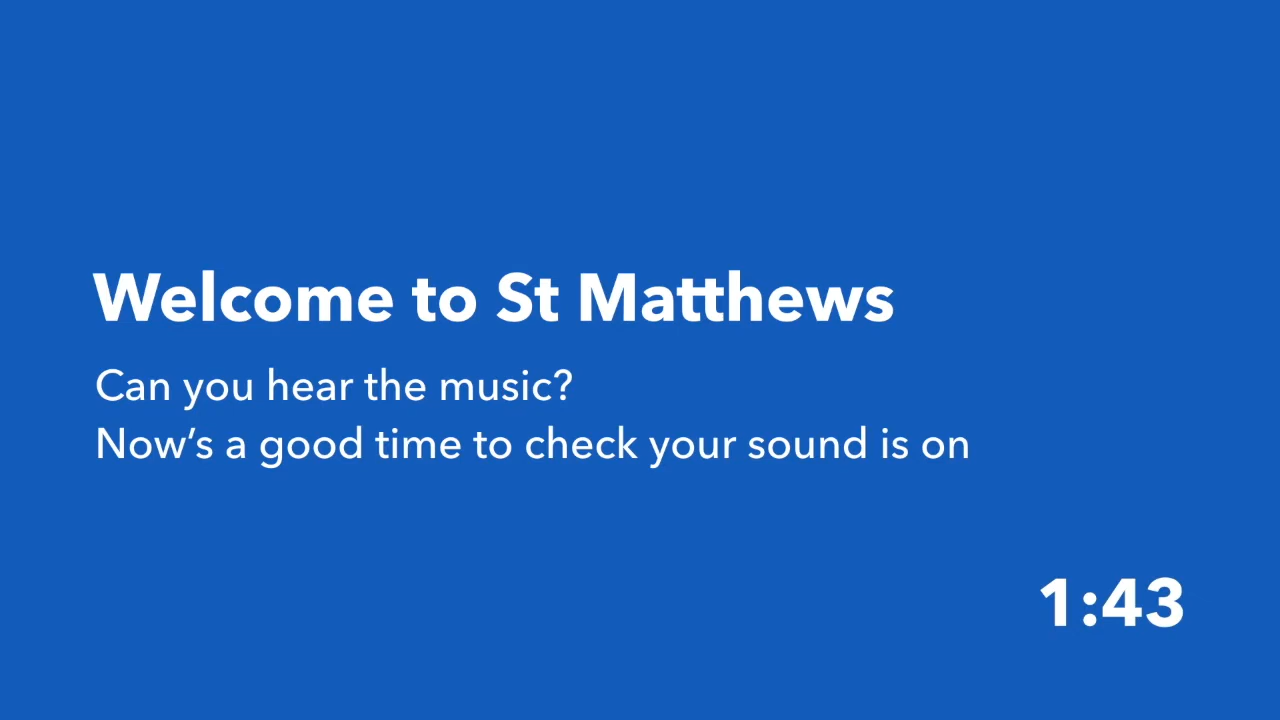 Welcome to St Matthews
Can you hear the music?
Now’s a good time to check your sound is on
1:43